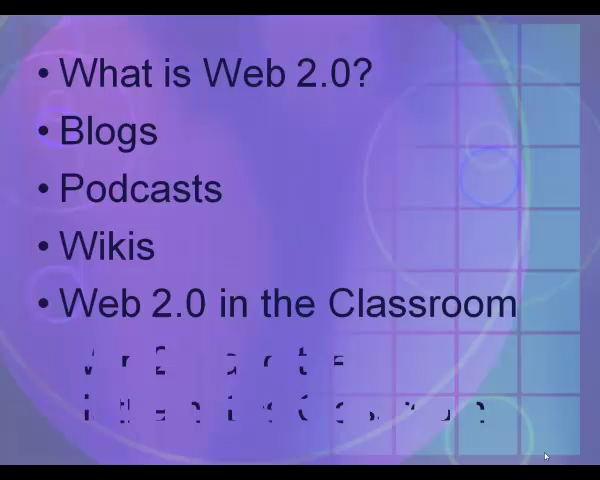 • What is Web 2.0?
• Blogs
• Podcasts
• Wikis
• Web 2.0 in the Classroom